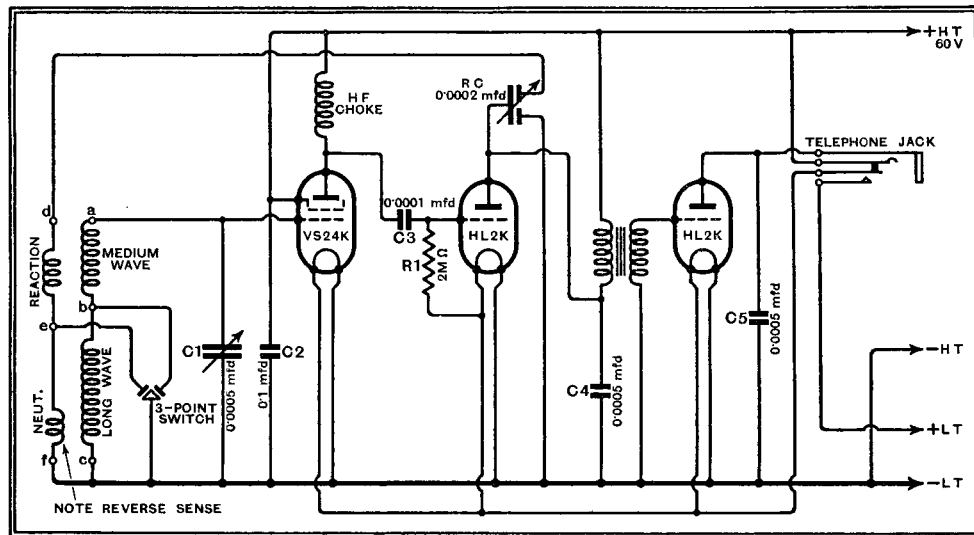 +HT
60 V
RC
0·0002 mfd
HF
CHOKE
TELEPHONE JACK
d
a
0·0001 mfd
VS24K
C3
HL2K
HL2K
REACTION
MEDIUM
WAVE
R1
2MΩ
b
e
C1
0·0005 mfd
C2
0·1 mfd
C5
0·0005 mfd
-HT
LONG WAVE
3-POINT
SWITCH
C4
0·0005 mfd
NEUT.
+LT
f
c
-LT
NOTE REVERSE SENSE